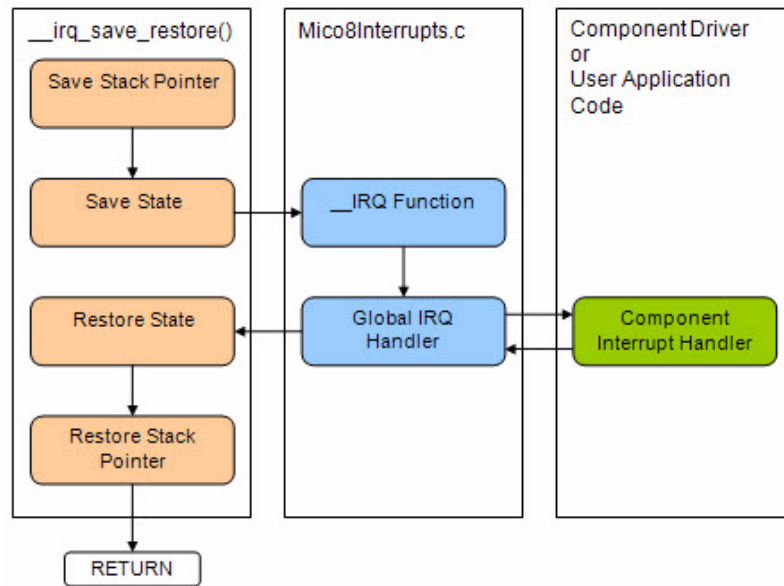 __irq_save_restore()
Save Stack Pointer
Save State
Restore State
Restore Stack
Pointer
RETURN
Mico8Interrupts.c
__IRQ Function
Global IRQ
Handler
Component Driver
or
User Application
Code
Component
Interrupt Handler